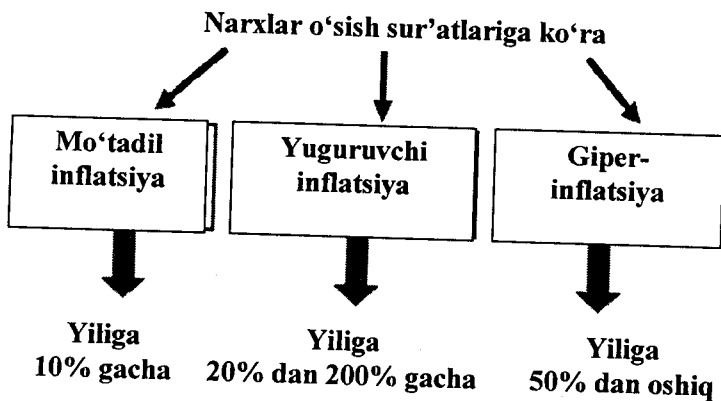 Narxlar o‘sish sur’atlariga ko‘ra
Mo‘tadil
inflatsiya
Yuguruvchi
inflatsiya
Giper-
inflatsiya
Yiliga
10% gacha
Yiliga
20% dan 200% gacha
Yiliga
50% dan oshiq